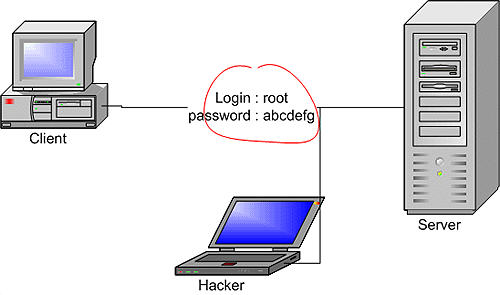 Login : root
password : abcdefg
Client
Server
Hacker